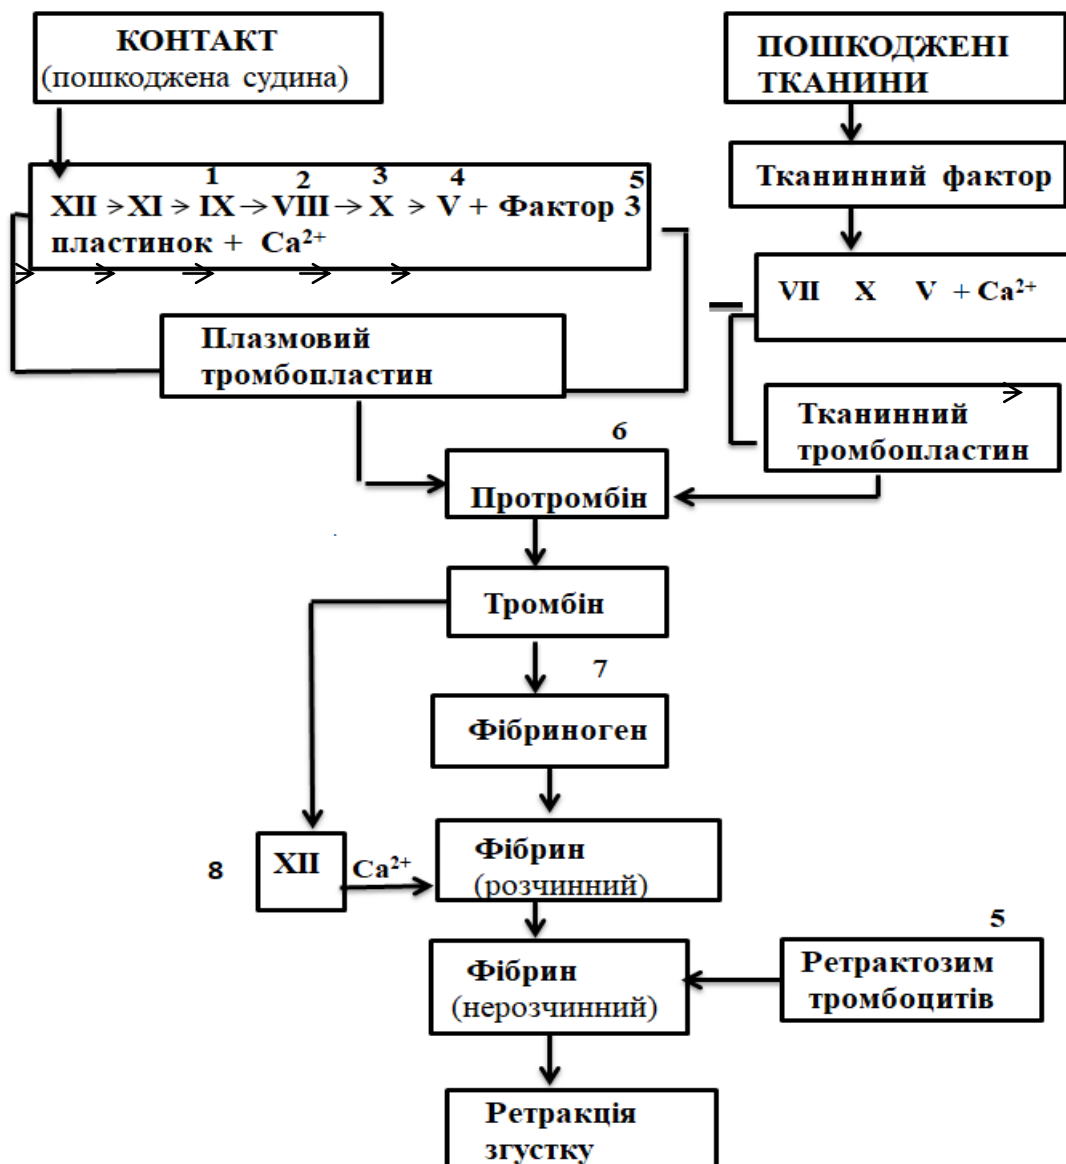 КОНТАКТ
(пошкоджена судина)
ПОШКОДЖЕНІ
ТКАНИНИ
1 2 3 4 5
XII > XI > IX → VIII → X > V + Фактор 3
пластинок + Ca²⁺
Тканинний фактор
VII X V + Ca²⁺
Плазмовий
тромбопластин
Тканинний
тромбопластин
6
Протромбін
Тромбін
7
Фібриноген
8
XII
Ca²⁺
Фібрин
(розчинний)
Фібрин
(нерозчинний)
5
Ретрактозим
тромбоцитів
Ретракція
згустку